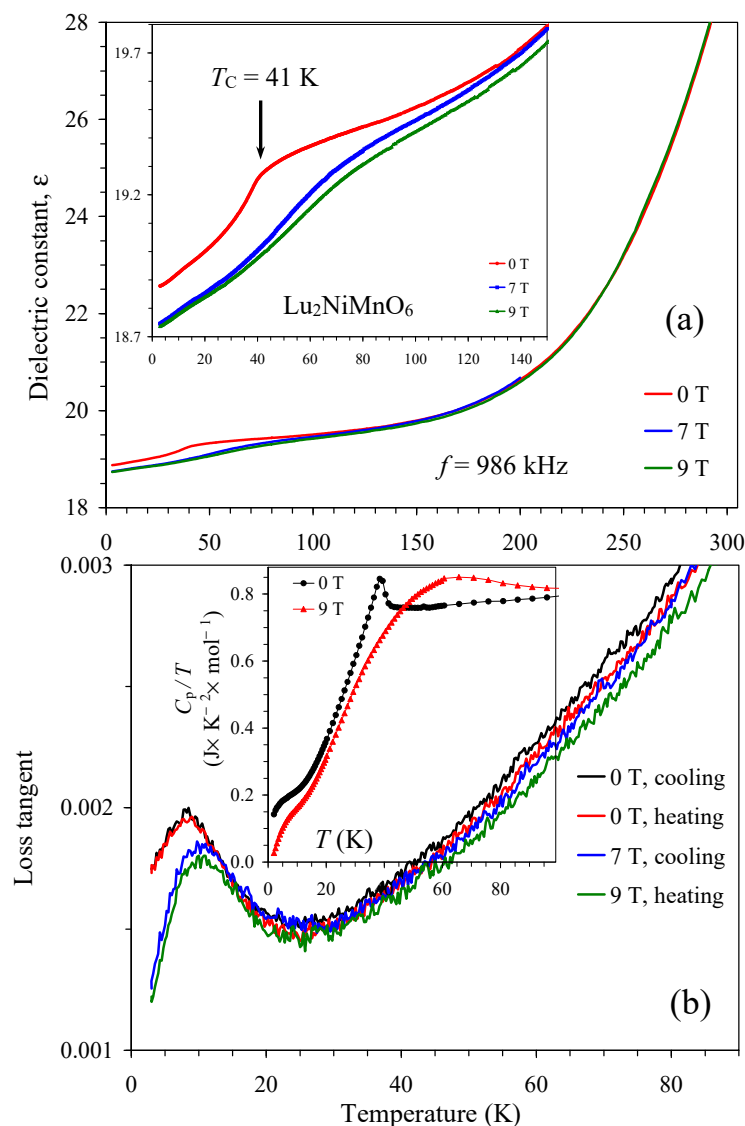 28
26
24
22
20
18
Dielectric constant, ε
19.7
19.2
18.7
T_C = 41 K
0 T
7 T
9 T
Lu₂NiMnO₆
0 20 40 60 80 100 120 140
(a)
0 T
7 T
9 T
f = 986 kHz
0 50 100 150 200 250 300
0.003
0.002
0.001
Loss tangent
0.8
0.6
0.4
0.2
0.0
C_p/T
(J× K⁻²× mol⁻¹)
0 T
9 T
T (K)
0 20 40 60 80
0 T, cooling
0 T, heating
7 T, cooling
9 T, heating
(b)
0 20 40 60 80
Temperature (K)